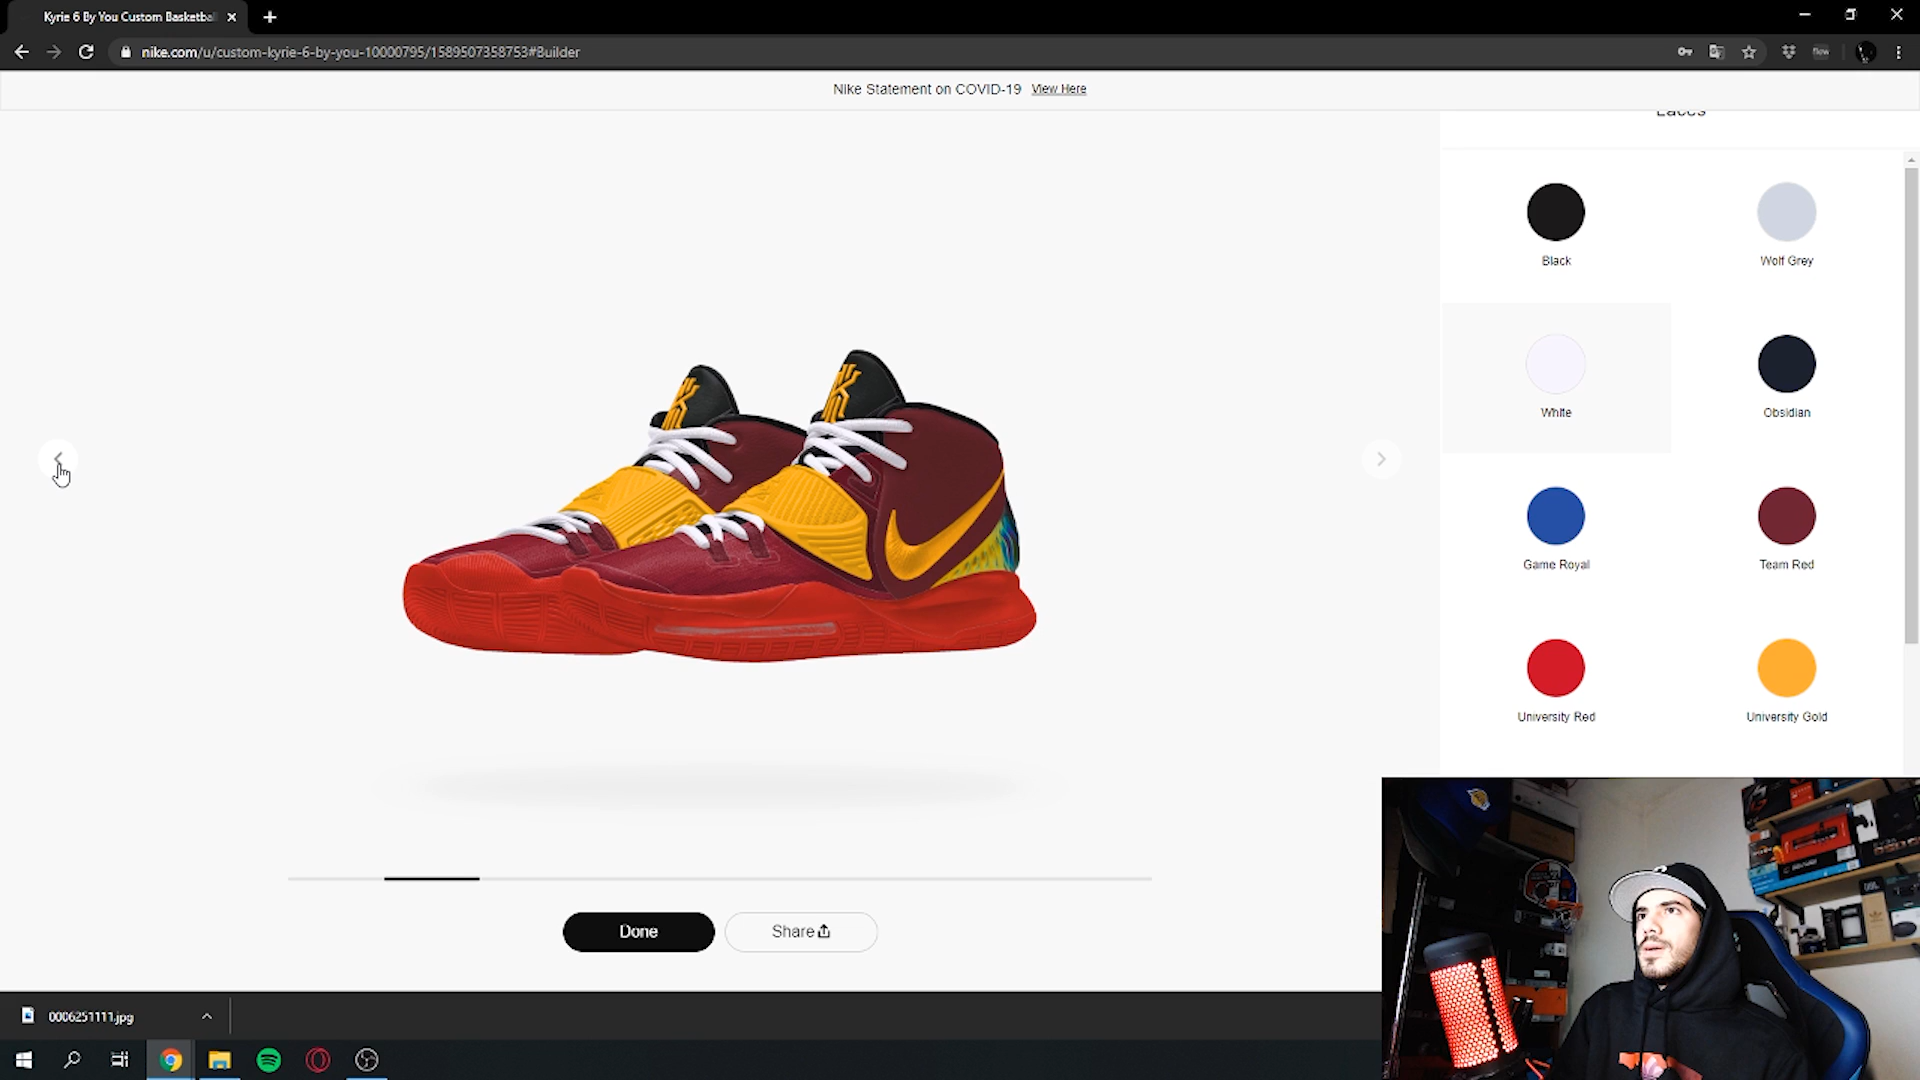 Kyrie 6 By You Custom Basketba
nike.com/u/custom-kyrie-6-by-you-10000795/1589507358753#Builder
Nike Statement on COVID-19 View Here
Laces
Black
Wolf Grey
White
Obsidian
Game Royal
Team Red
University Red
University Gold
Done
Share
0006251111.jpg